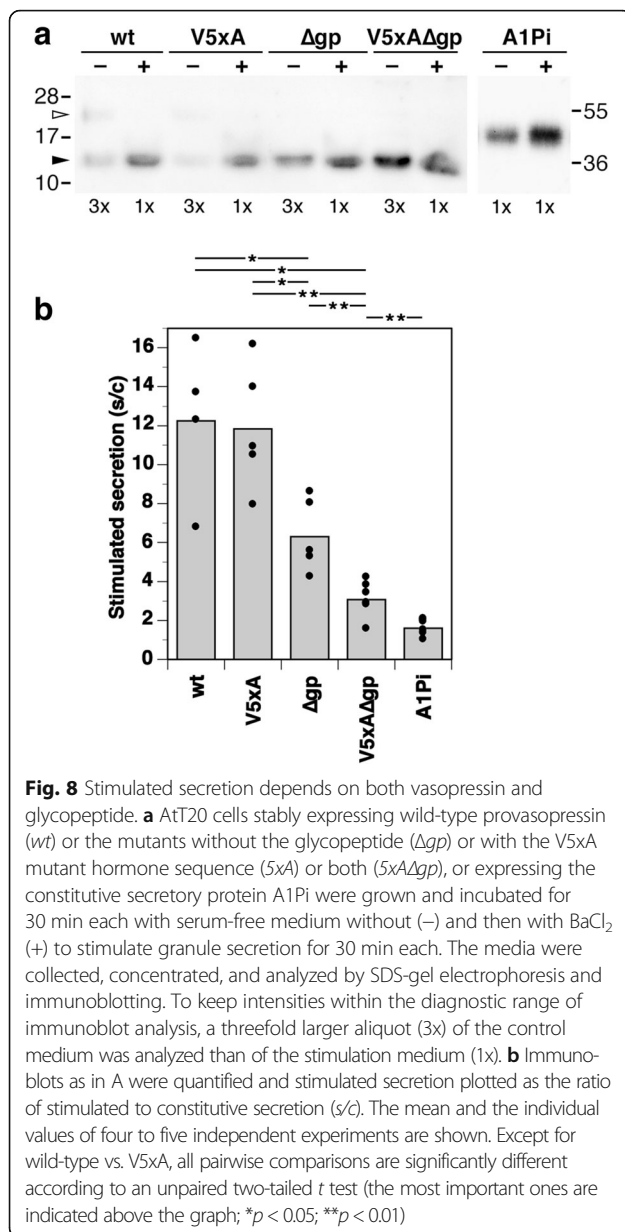 a
wt V5xA Δgp V5xAΔgp A1Pi
− + − + − + − + − +
28
17
10
55
36
3x 1x 3x 1x 3x 1x 3x 1x 1x 1x
*
*
*
**
** **
b
Stimulated secretion (s/c)
16
14
12
10
8
6
4
2
0
wt V5xA Δgp V5xAΔgp A1Pi
Fig. 8 Stimulated secretion depends on both vasopressin and
glycopeptide. a AtT20 cells stably expressing wild-type provasopressin
(wt) or the mutants without the glycopeptide (Δgp) or with the V5xA
mutant hormone sequence (5xA) or both (5xAΔgp), or expressing the
constitutive secretory protein A1Pi were grown and incubated for
30 min each with serum-free medium without (−) and then with BaCl2
(+) to stimulate granule secretion for 30 min each. The media were
collected, concentrated, and analyzed by SDS-gel electrophoresis and
immunoblotting. To keep intensities within the diagnostic range of
immunoblot analysis, a threefold larger aliquot (3x) of the control
medium was analyzed than of the stimulation medium (1x). b Immuno-
blots as in A were quantified and stimulated secretion plotted as the ratio
of stimulated to constitutive secretion (s/c). The mean and the individual
values of four to five independent experiments are shown. Except for
wild-type vs. V5xA, all pairwise comparisons are significantly different
according to an unpaired two-tailed t test (the most important ones are
indicated above the graph; *p < 0.05; **p < 0.01)